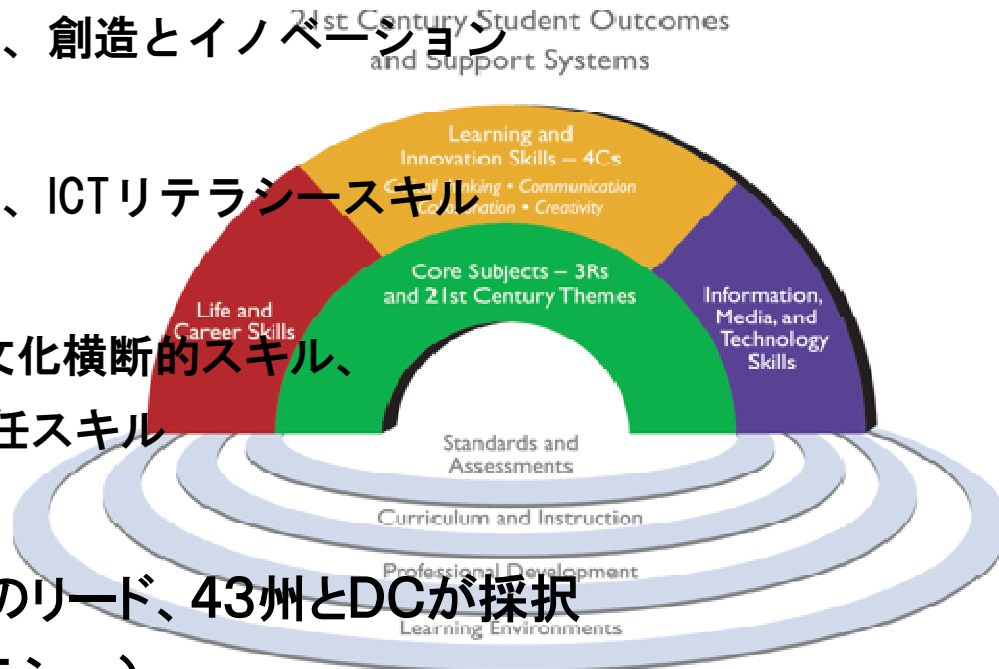 21st Century Student Outcomes
and Support Systems
、創造とイノベーション
Learning and
Innovation Skills – 4Cs
Critical thinking • Communication
Collaboration • Creativity
、ICTリテラシースキル
Core Subjects – 3Rs
and 21st Century Themes
Life and
Career Skills
Information,
Media, and
Technology
Skills
文化横断的スキル、
任スキル
Standards and
Assessments
Curriculum and Instruction
Professional Development
のリード、43州とDCが採択
Learning Environments